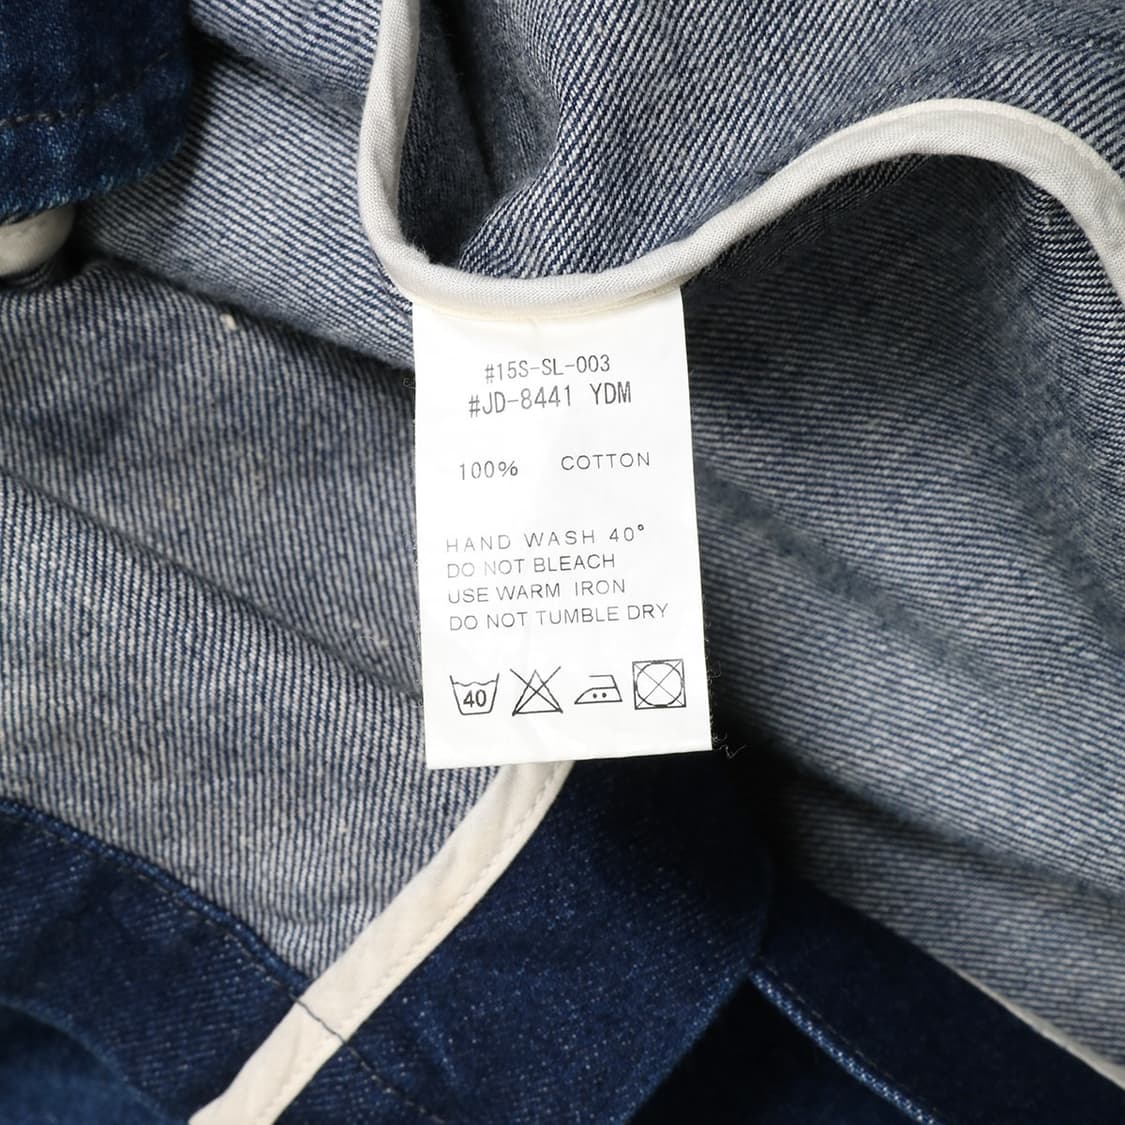 #15S-SL-003
#JD-8441 YDM
100% COTTON
HAND WASH 40°
DO NOT BLEACH
USE WARM IRON
DO NOT TUMBLE DRY
40